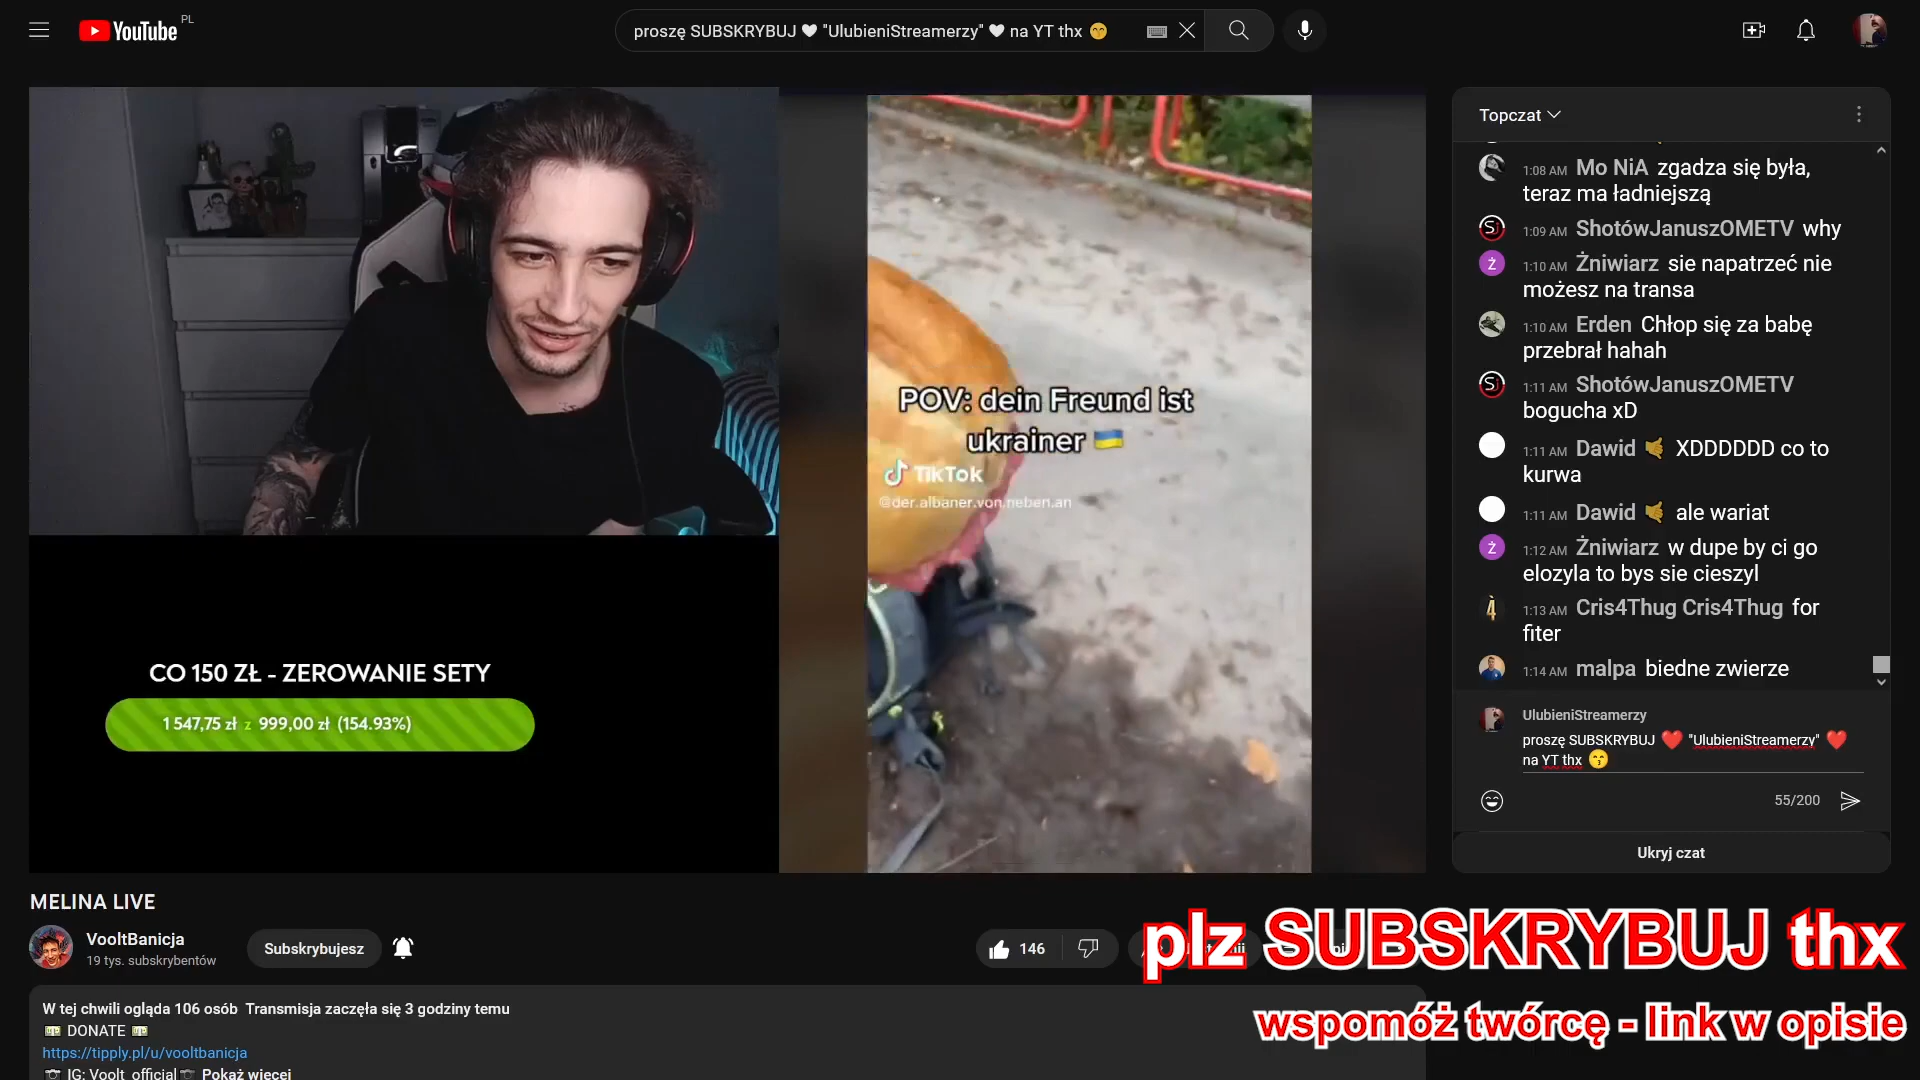 YouTube PL
proszę SUBSKRYBUJ 🤍 "UlubieniStreamerzy" 🤍 na YT thx 😙
Topczat
1:08 AM Mo NiA zgadza się była,
teraz ma ładniejszą
1:09 AM ShotówJanuszOMETV why
1:10 AM Żniwiarz sie napatrzeć nie
możesz na transa
1:10 AM Erden Chłop się za babę
przebrał hahah
1:11 AM ShotówJanuszOMETV
bogucha xD
1:11 AM Dawid 🤙 XDDDDDD co to
kurwa
1:11 AM Dawid 🤙 ale wariat
1:12 AM Żniwiarz w dupe by ci go
elozyla to bys sie cieszyl
1:13 AM Cris4Thug Cris4Thug for
fiter
1:14 AM malpa biedne zwierze
UlubieniStreamerzy
proszę SUBSKRYBUJ ❤️ "UlubieniStreamerzy" ❤️
na YT thx 😙
55/200
Ukryj czat
POV: dein Freund ist
ukrainer 🇺🇦
TikTok
@der.albaner.von.neben.an
CO 150 ZŁ - ZEROWANIE SETY
1 547,75 zł z 999,00 zł (154.93%)
MELINA LIVE
VooltBanicja
19 tys. subskrybentów
Subskrybujesz
146
plz SUBSKRYBUJ thx
wspomóż twórcę - link w opisie
W tej chwili ogląda 106 osób Transmisja zaczęła się 3 godziny temu
💵 DONATE 💵
https://tipply.pl/u/vooltbanicja
📷 IG: Voolt_official 📷 Pokaż więcej